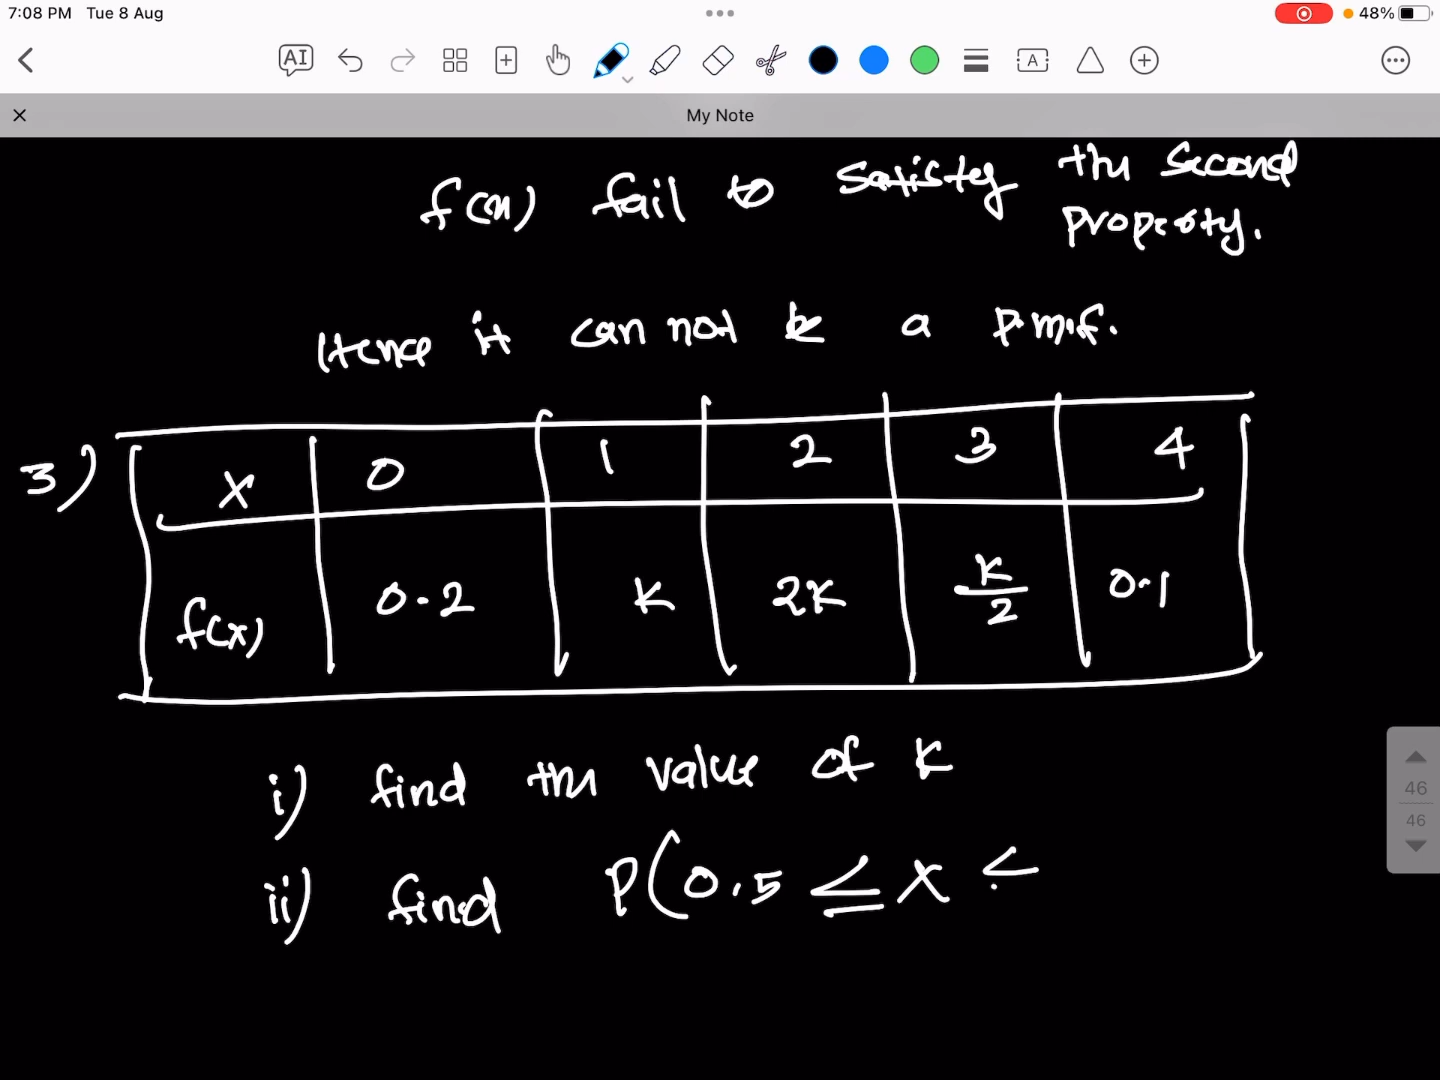 7:08 PM Tue 8 Aug
48%
AI
A
My Note
f(x) fail to satisfy the second
property.
Hence it can not be a p.m.f.
3) X 0 1 2 3 4
f(x) 0.2 K 2K K/2 0.1
i) find the value of K
ii) find P(0.5 ≤ X <
46
46